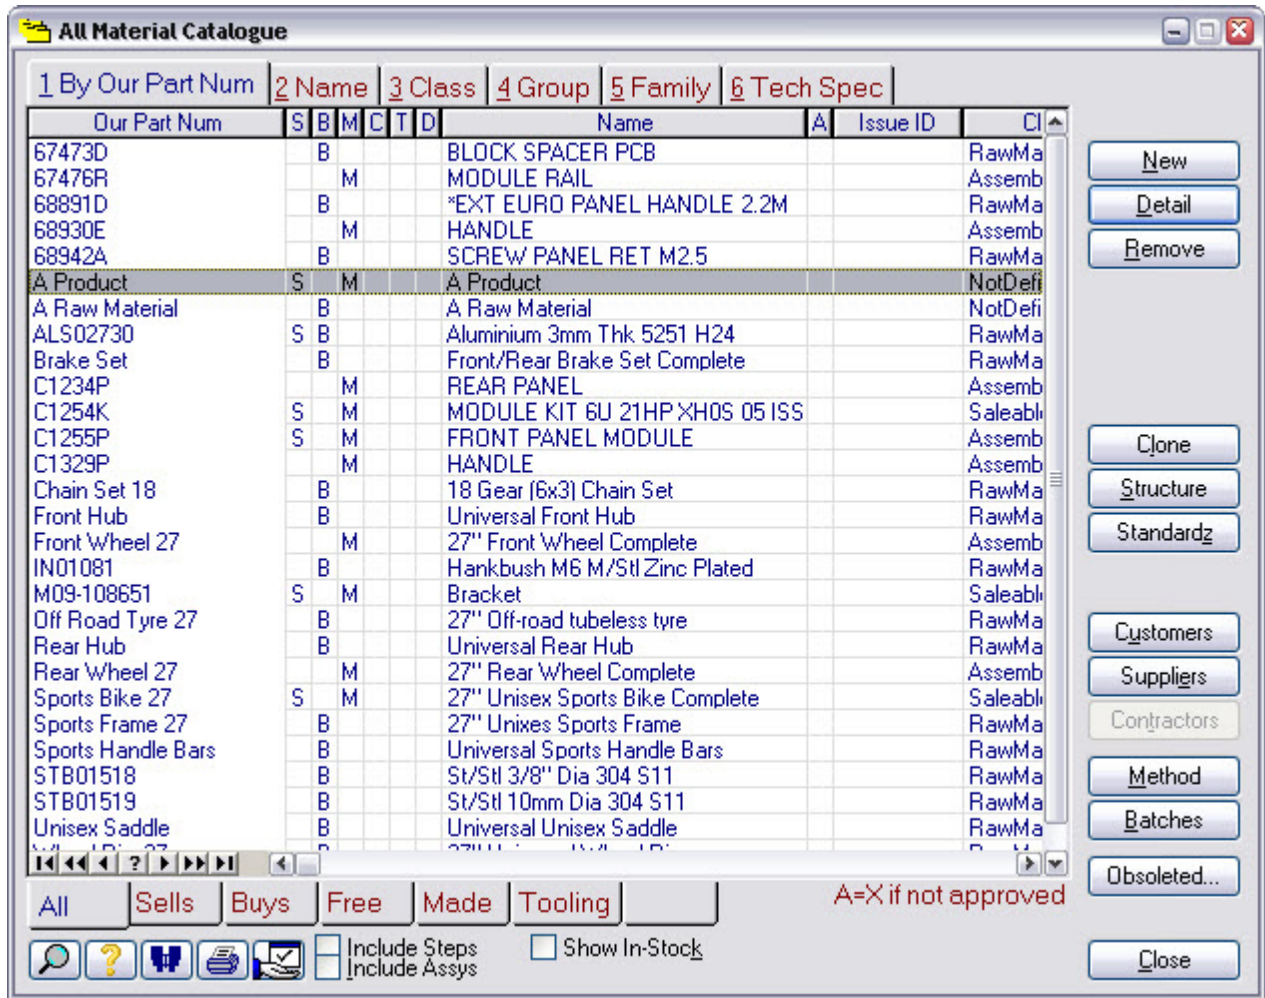 All Material Catalogue
1 By Our Part Num 2 Name 3 Class 4 Group 5 Family 6 Tech Spec
Our Part Num S B M C T D Name A Issue ID Cl
67473D B BLOCK SPACER PCB RawMa
67476R M MODULE RAIL Assemb
68891D B *EXT EURO PANEL HANDLE 2.2M RawMa
68930E M HANDLE Assemb
68942A B SCREW PANEL RET M2.5 RawMa
A Product S M A Product NotDefi
A Raw Material B A Raw Material NotDefi
ALS02730 S B Aluminium 3mm Thk 5251 H24 RawMa
Brake Set B Front/Rear Brake Set Complete RawMa
C1234P M REAR PANEL Assemb
C1254K S M MODULE KIT 6U 21HP XH0S 05 ISS Saleabl
C1255P S M FRONT PANEL MODULE Assemb
C1329P M HANDLE Assemb
Chain Set 18 B 18 Gear (6x3) Chain Set RawMa
Front Hub B Universal Front Hub RawMa
Front Wheel 27 M 27" Front Wheel Complete Assemb
IN01081 B Hankbush M6 M/Stl Zinc Plated RawMa
M09-108651 S M Bracket Saleabl
Off Road Tyre 27 B 27" Off-road tubeless tyre RawMa
Rear Hub B Universal Rear Hub RawMa
Rear Wheel 27 M 27" Rear Wheel Complete Assemb
Sports Bike 27 S M 27" Unisex Sports Bike Complete Saleabl
Sports Frame 27 B 27" Unixes Sports Frame RawMa
Sports Handle Bars B Universal Sports Handle Bars RawMa
STB01518 B St/Stl 3/8" Dia 304 S11 RawMa
STB01519 B St/Stl 10mm Dia 304 S11 RawMa
Unisex Saddle B Universal Unisex Saddle RawMa
?
All Sells Buys Free Made Tooling
A=X if not approved
?
Include Steps
Include Assys
Show In-Stock
New
Detail
Remove
Clone
Structure
Standardz
Customers
Suppliers
Contractors
Method
Batches
Obsoleted...
Close